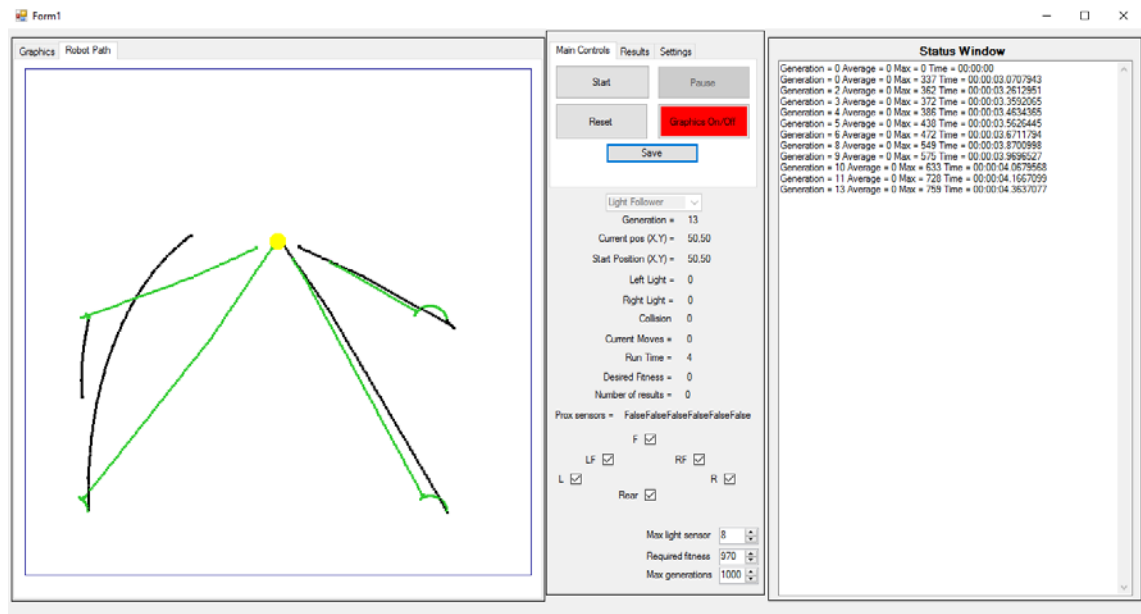 Form1
Graphics Robot Path
Main Controls Results Settings
Start Pause
Reset Graphics On/Off
Save
Light Follower
Generation = 13
Current pos (X,Y) = 50.50
Start Position (X,Y) = 50.50
Left Light = 0
Right Light = 0
Collision 0
Current Moves = 0
Run Time = 4
Desired Fitness = 0
Number of results = 0
Prox sensors = FalseFalseFalseFalseFalseFalse
F
LF RF
L R
Rear
Max light sensor 8
Required fitness 970
Max generations 1000
Status Window
Generation = 0 Average = 0 Max = 0 Time = 00:00:00
Generation = 0 Average = 0 Max = 337 Time = 00:00:03.0707943
Generation = 2 Average = 0 Max = 362 Time = 00:00:03.2612951
Generation = 3 Average = 0 Max = 372 Time = 00:00:03.3592065
Generation = 4 Average = 0 Max = 386 Time = 00:00:03.4634365
Generation = 5 Average = 0 Max = 438 Time = 00:00:03.5626445
Generation = 6 Average = 0 Max = 472 Time = 00:00:03.6711794
Generation = 8 Average = 0 Max = 549 Time = 00:00:03.8700998
Generation = 9 Average = 0 Max = 575 Time = 00:00:03.9696527
Generation = 10 Average = 0 Max = 633 Time = 00:00:04.0679568
Generation = 11 Average = 0 Max = 728 Time = 00:00:04.1667099
Generation = 13 Average = 0 Max = 759 Time = 00:00:04.3637077